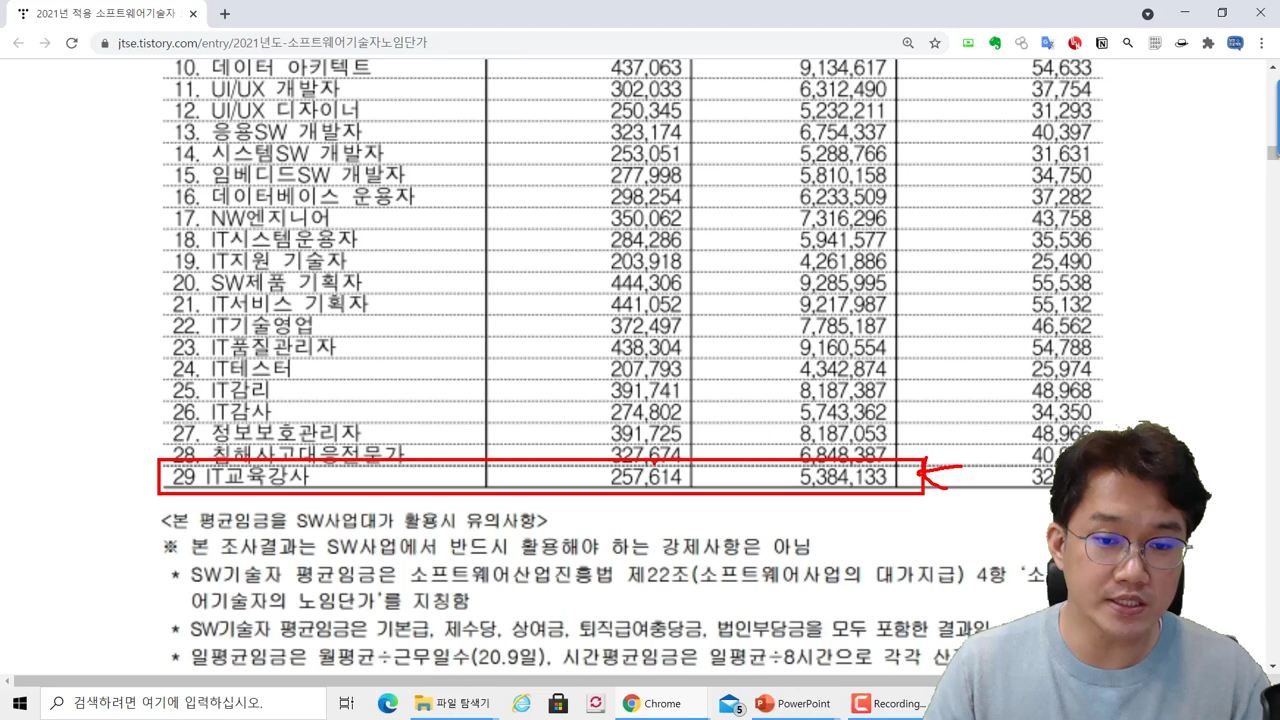 2021년 적용 소프트웨어기술자
jtse.tistory.com/entry/2021년도-소프트웨어기술자노임단가
10. 데이터 아키텍트 437,063 9,134,617 54,633
11. UI/UX 개발자 302,033 6,312,490 37,754
12. UI/UX 디자이너 250,345 5,232,211 31,293
13. 응용SW 개발자 323,174 6,754,337 40,397
14. 시스템SW 개발자 253,051 5,288,766 31,631
15. 임베디드SW 개발자 277,998 5,810,158 34,750
16. 데이터베이스 운용자 298,254 6,233,509 37,282
17. NW엔지니어 350,062 7,316,296 43,758
18. IT시스템운용자 284,286 5,941,577 35,536
19. IT지원 기술자 203,918 4,261,886 25,490
20. SW제품 기획자 444,306 9,285,995 55,538
21. IT서비스 기획자 441,052 9,217,987 55,132
22. IT기술영업 372,497 7,785,187 46,562
23. IT품질관리자 438,304 9,160,554 54,788
24. IT테스터 207,793 4,342,874 25,974
25. IT감리 391,741 8,187,387 48,968
26. IT감사 274,802 5,743,362 34,350
27. 정보보호관리자 391,725 8,187,053 48,966
28. 침해사고대응전문가 327,674 6,848,387
29 IT교육강사 257,614 5,384,133
<본 평균임금을 SW사업대가 활용시 유의사항>
※ 본 조사결과는 SW사업에서 반드시 활용해야 하는 강제사항은 아님
* SW기술자 평균임금은 소프트웨어산업진흥법 제22조(소프트웨어사업의 대가지급) 4항 ‘소
어기술자의 노임단가’를 지칭함
* SW기술자 평균임금은 기본급, 제수당, 상여금, 퇴직급여충당금, 법인부담금을 모두 포함한
* 일평균임금은 월평균÷근무일수(20.9일), 시간평균임금은 일평균÷8시간으로 각각
검색하려면 여기에 입력하십시오.
파일 탐색기
Chrome
5
PowerPoint
Recording...